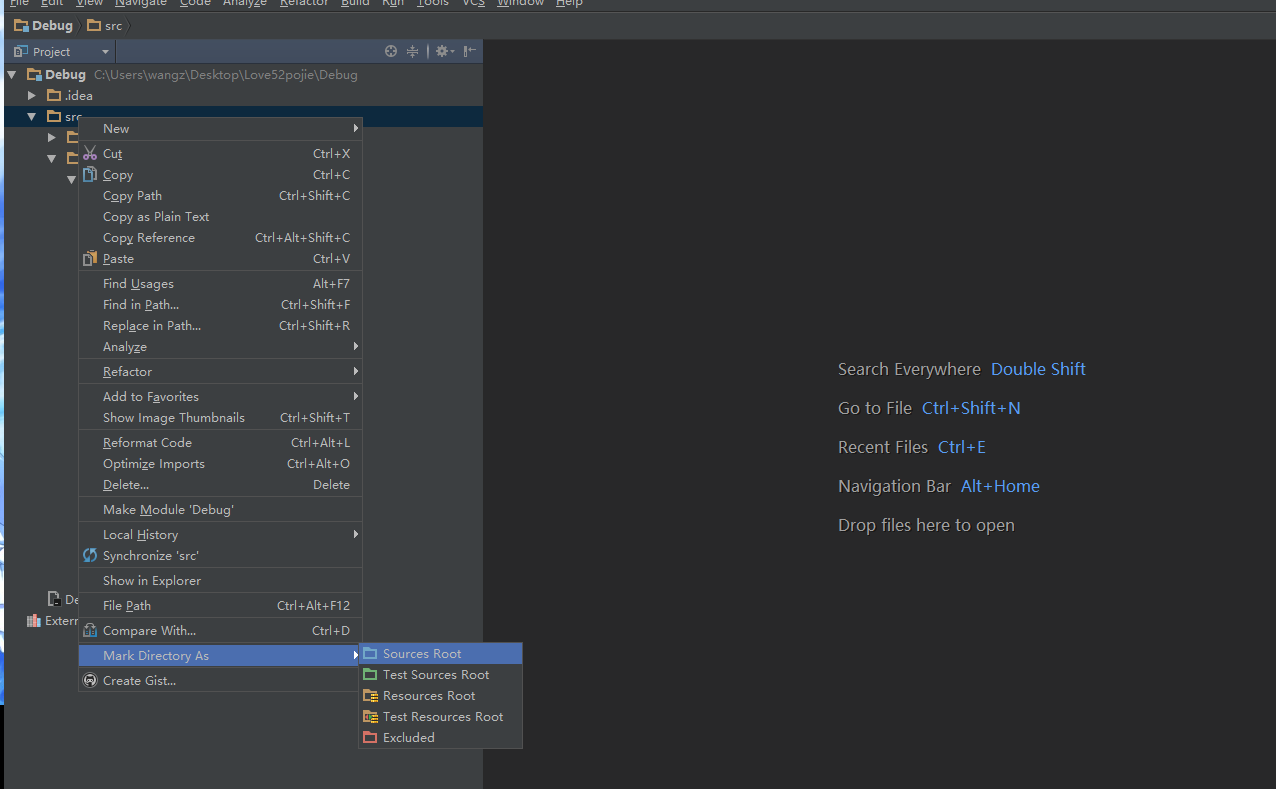 File Edit View Navigate Code Analyze Refactor Build Run Tools VCS Window Help
Debug src
Project
Debug C:\Users\wangz\Desktop\Love52pojie\Debug
.idea
src
New
Cut Ctrl+X
Copy Ctrl+C
Copy Path Ctrl+Shift+C
Copy as Plain Text
Copy Reference Ctrl+Alt+Shift+C
Paste Ctrl+V
Find Usages Alt+F7
Find in Path... Ctrl+Shift+F
Replace in Path... Ctrl+Shift+R
Analyze
Refactor
Add to Favorites
Show Image Thumbnails Ctrl+Shift+T
Reformat Code Ctrl+Alt+L
Optimize Imports Ctrl+Alt+O
Delete... Delete
Make Module 'Debug'
Local History
Synchronize 'src'
Show in Explorer
File Path Ctrl+Alt+F12
De
Extern
Compare With... Ctrl+D
Mark Directory As
Create Gist...
Sources Root
Test Sources Root
Resources Root
Test Resources Root
Excluded
Search Everywhere Double Shift
Go to File Ctrl+Shift+N
Recent Files Ctrl+E
Navigation Bar Alt+Home
Drop files here to open